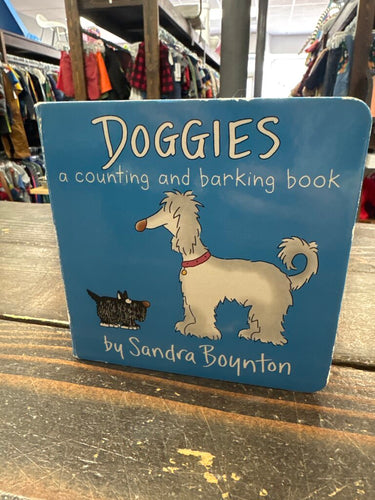 DOGGIES
a counting and barking book
by Sandra Boynton